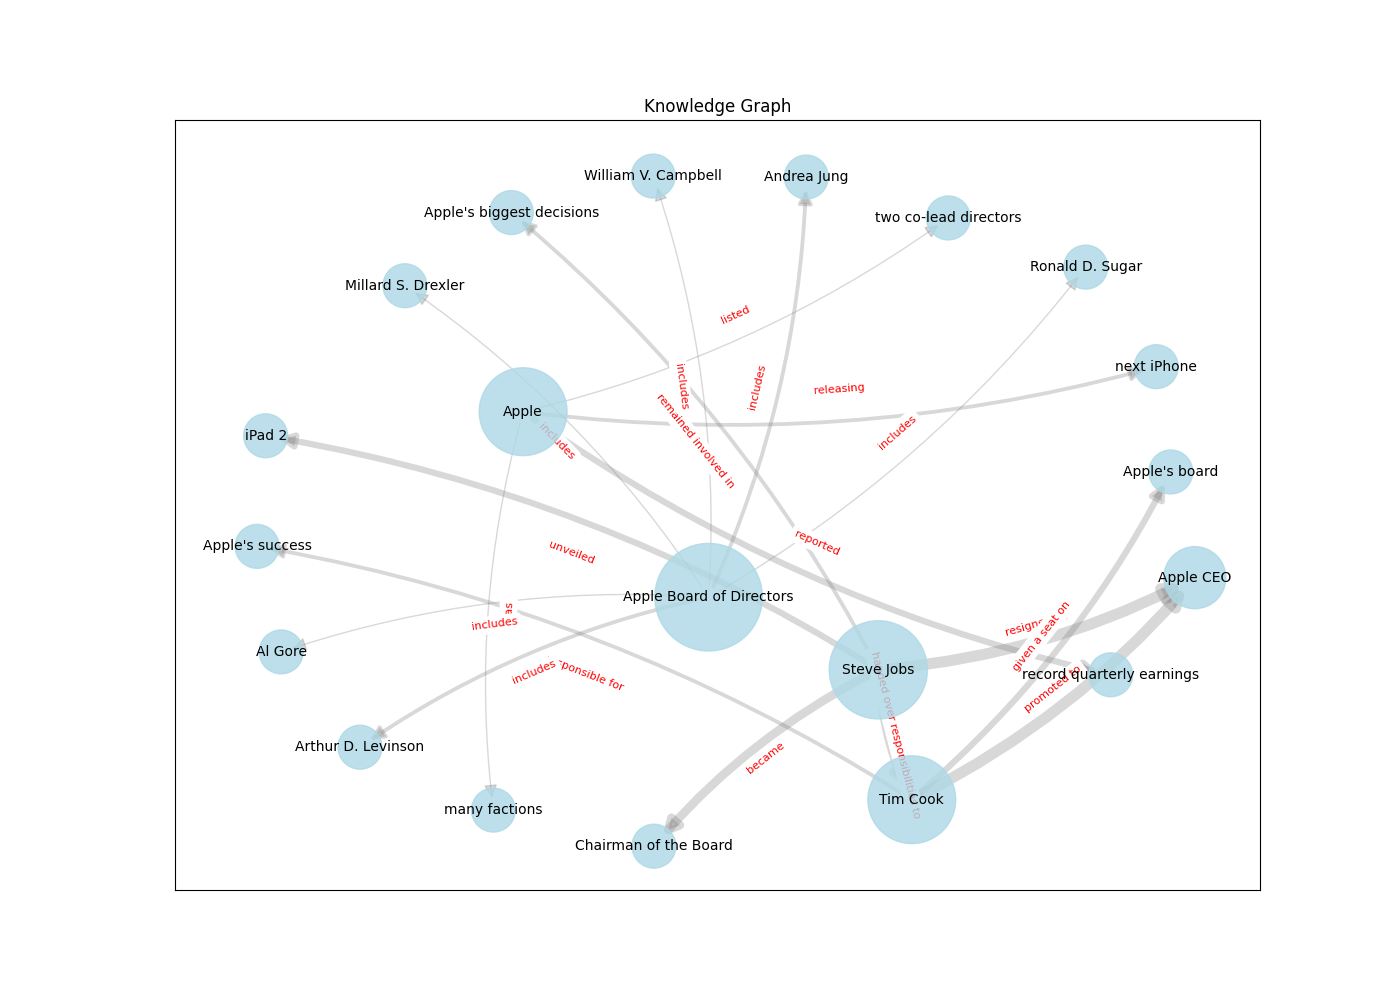 Knowledge Graph
William V. Campbell
Andrea Jung
Apple's biggest decisions
two co-lead directors
Ronald D. Sugar
Millard S. Drexler
listed
next iPhone
includes
includes
releasing
Apple
remained involved in
includes
iPad 2
includes
Apple's board
reported
Apple's success
unveiled
Apple CEO
Apple Board of Directors
includes
given a seat on
Al Gore
Steve Jobs
includes
record quarterly earnings
promoted to
handed over responsibilities to
Arthur D. Levinson
became
Tim Cook
many factions
Chairman of the Board